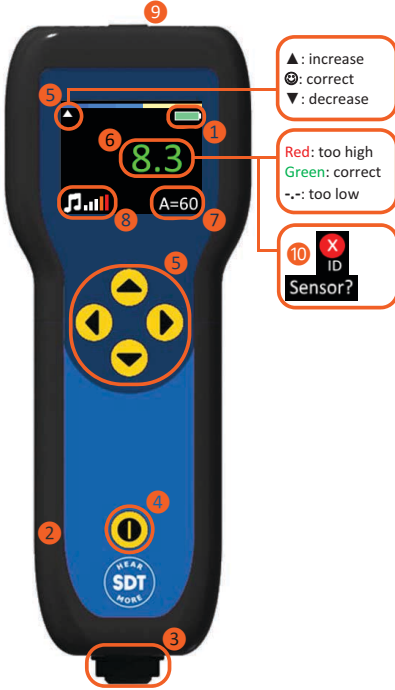 9
▲: increase
☺: correct
▼: decrease
5
1
6
8.3
Red: too high
Green: correct
-.-: too low
8
A=60
7
10
X
ID
Sensor?
5
4
2
HEAR
SDT
MORE
3